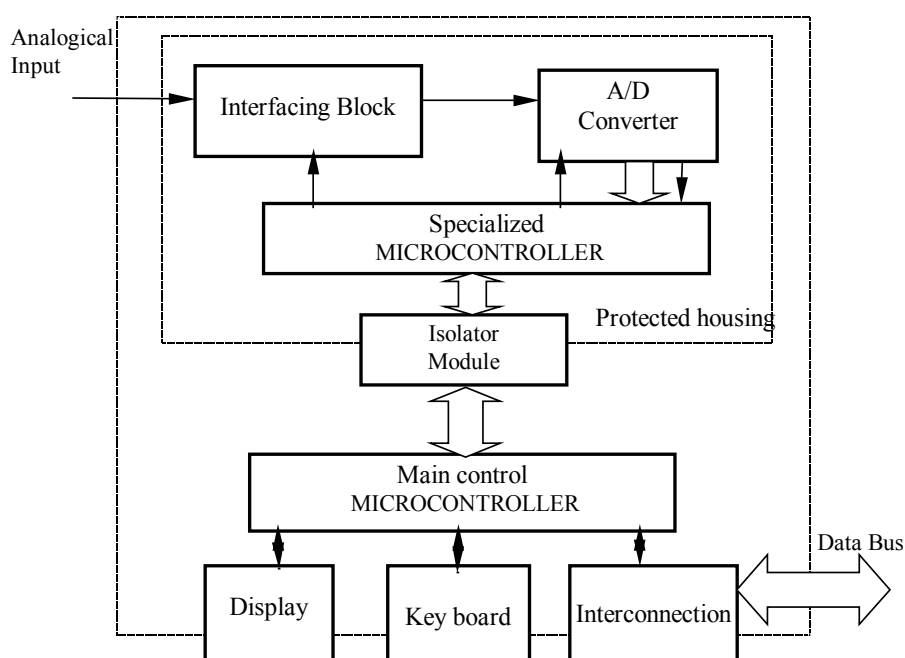 Analogical
Input
Interfacing Block
A/D
Converter
Specialized
MICROCONTROLLER
Protected housing
Isolator
Module
Main control
MICROCONTROLLER
Data Bus
Display
Key board
Interconnection